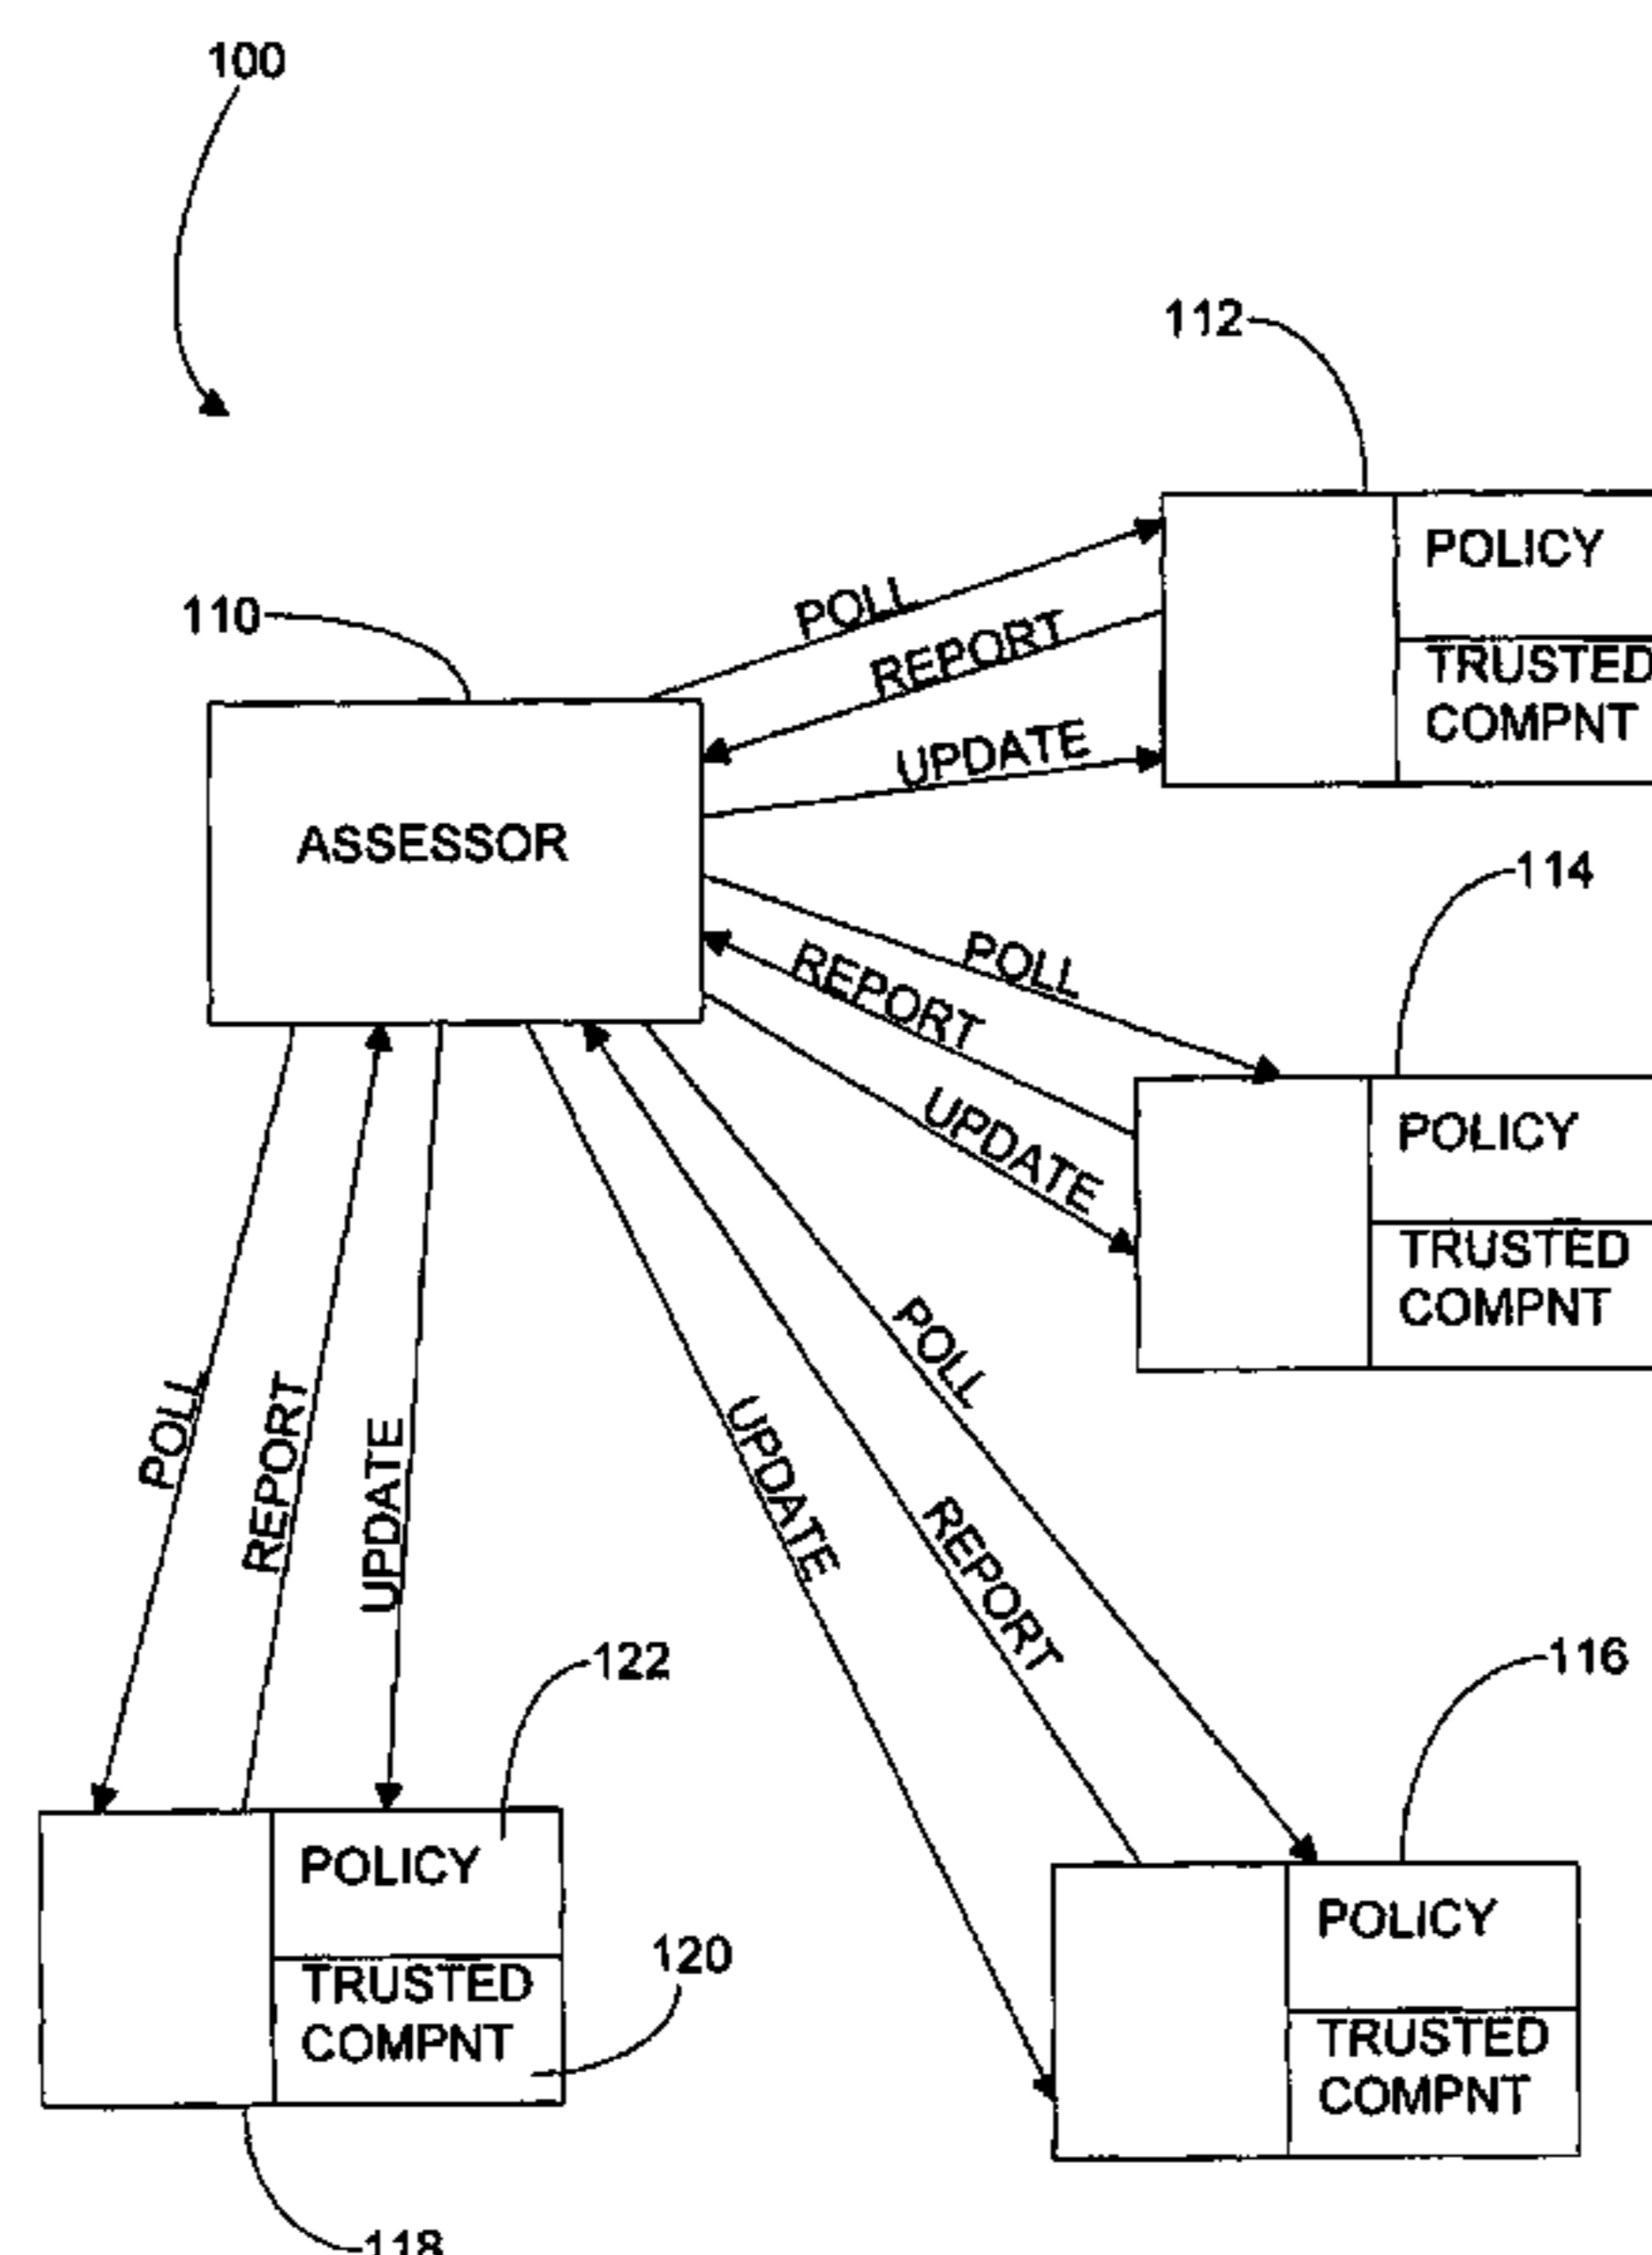 100
112
POLICY
POLL
110
REPORT
TRUSTED
COMPNT
UPDATE
ASSESSOR
114
POLL
REPORT
UPDATE
POLICY
TRUSTED
COMPNT
POLL
POLL
REPORT
UPDATE
UPDATE
REPORT
122
116
POLICY
POLICY
120
TRUSTED
COMPNT
TRUSTED
COMPNT
118